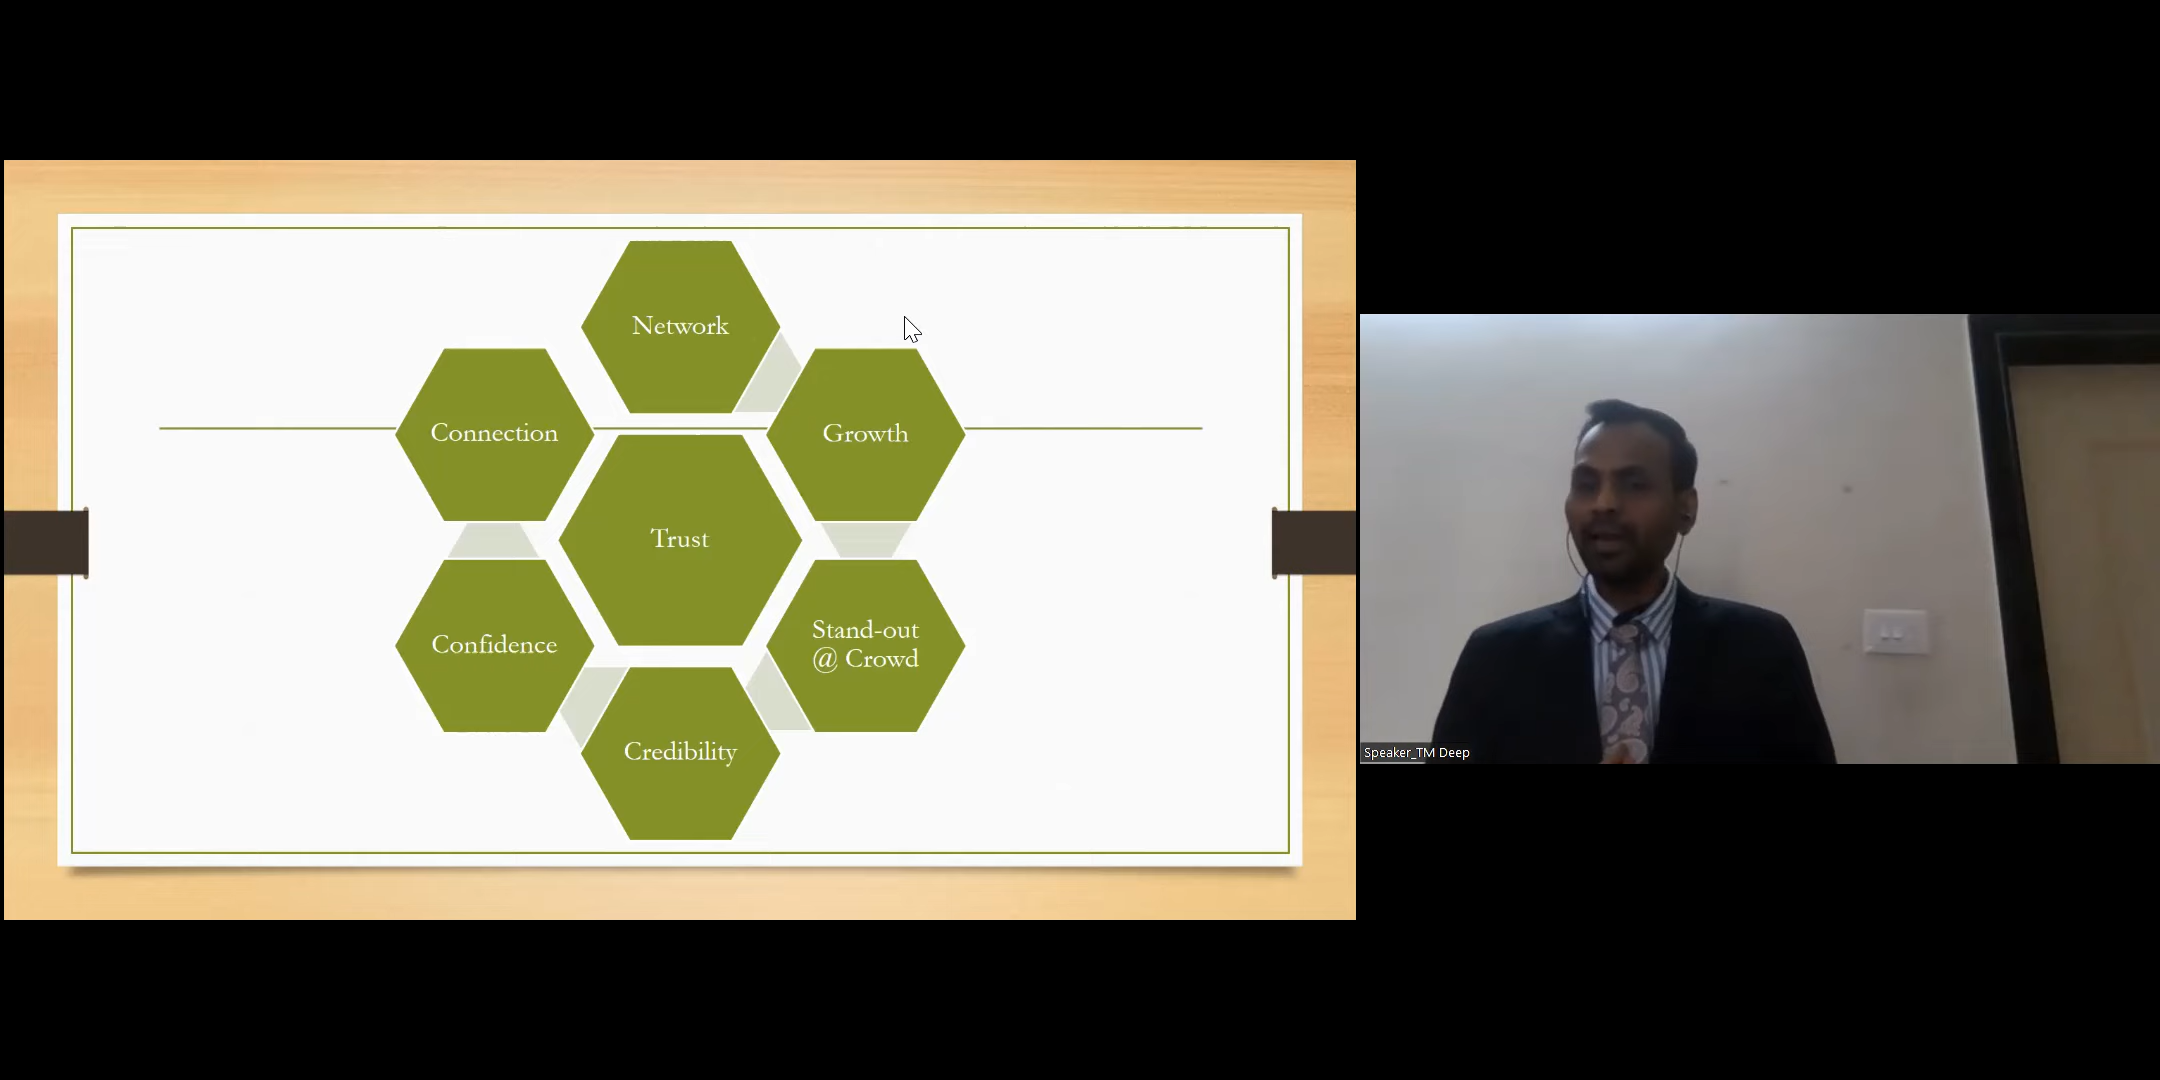 Network
Connection
Growth
Trust
Confidence
Stand-out
@ Crowd
Credibility
Speaker_TM Deep